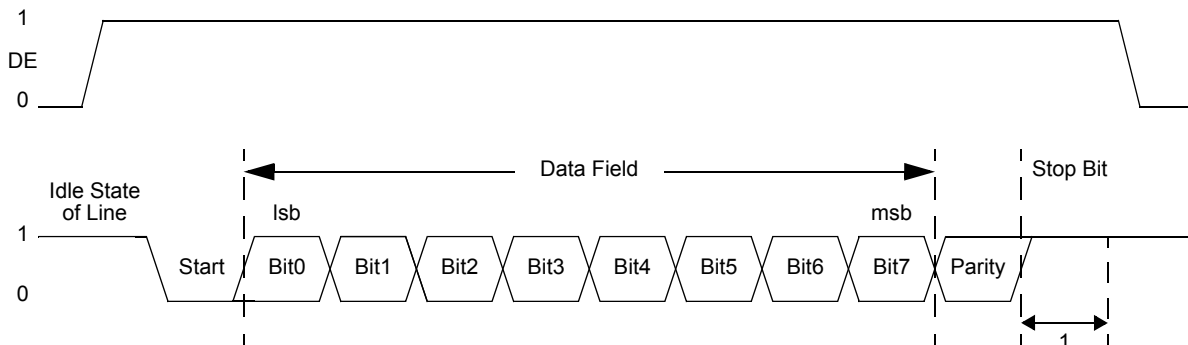 1
DE
0
Data Field
Stop Bit
Idle State
of Line
lsb
msb
1
Start
Bit0
Bit1
Bit2
Bit3
Bit4
Bit5
Bit6
Bit7
Parity
0
1